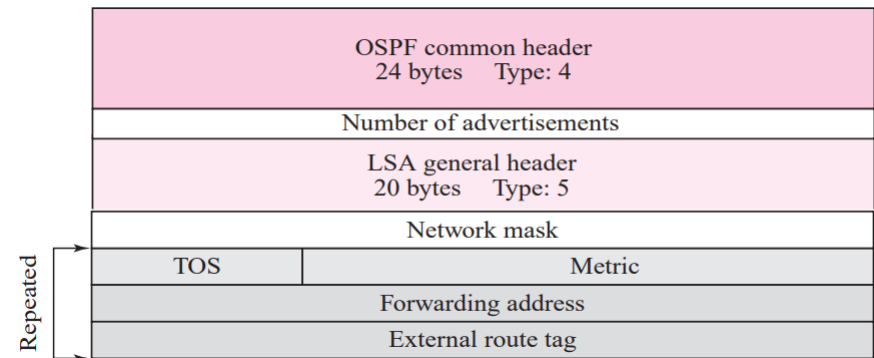 OSPF common header
24 bytes Type: 4
Number of advertisements
LSA general header
20 bytes Type: 5
Network mask
Repeated
TOS Metric
Forwarding address
External route tag